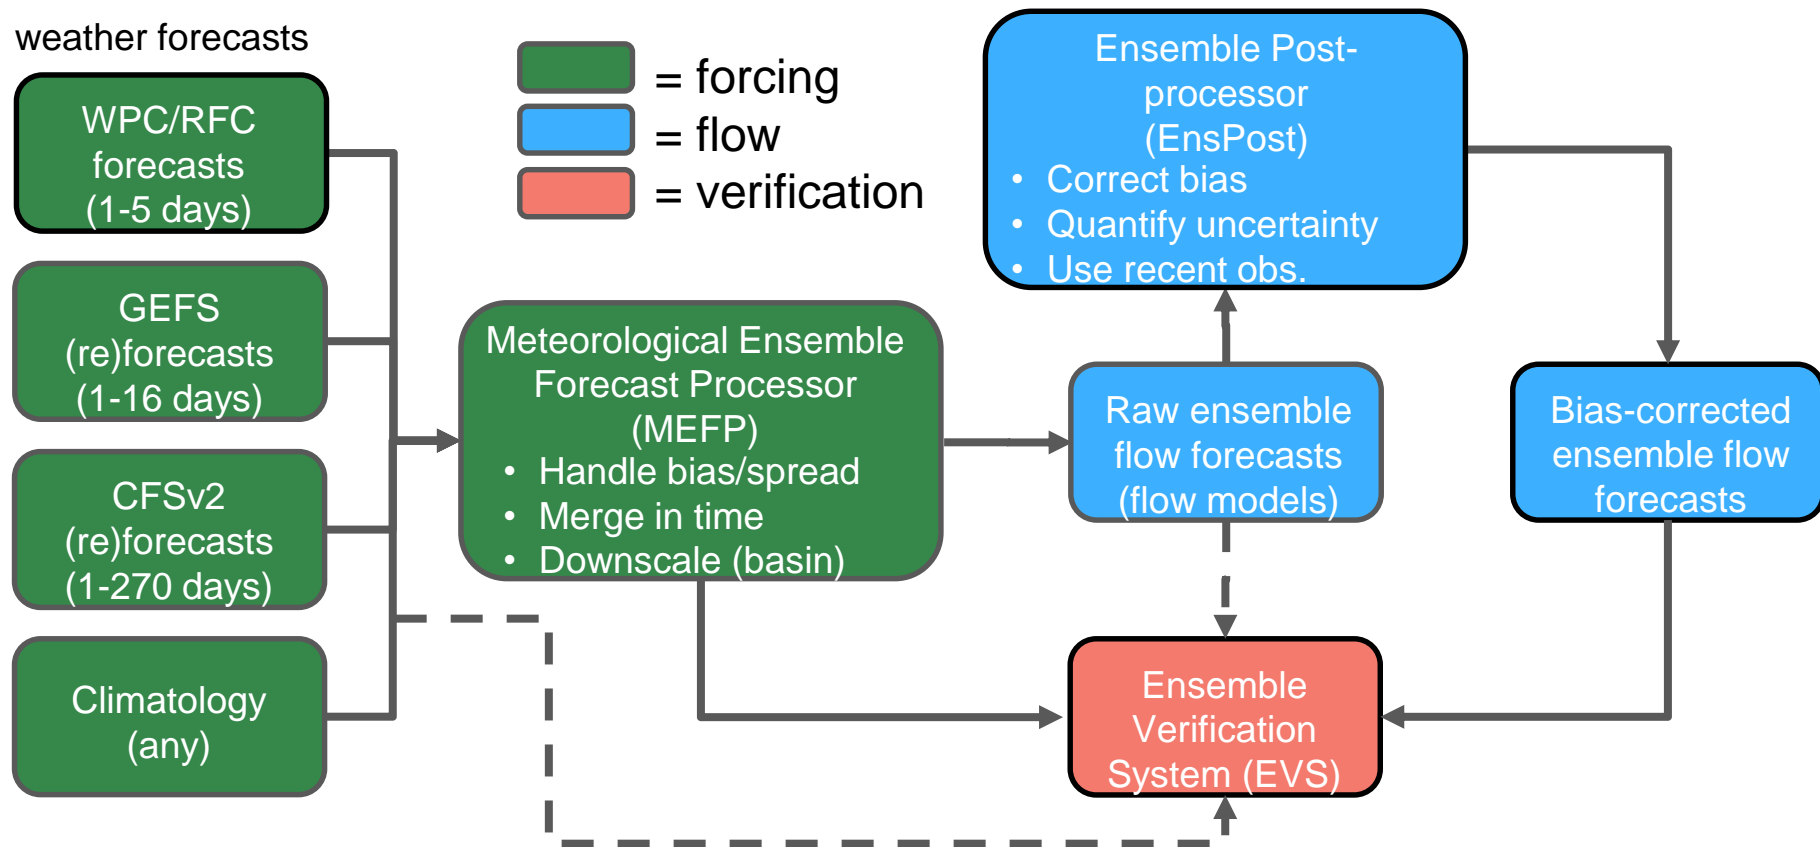 weather forecasts
WPC/RFC
forecasts
(1-5 days)
GEFS
(re)forecasts
(1-16 days)
CFSv2
(re)forecasts
(1-270 days)
Climatology
(any)
= forcing
= flow
= verification
Meteorological Ensemble
Forecast Processor
(MEFP)
• Handle bias/spread
• Merge in time
• Downscale (basin)
Ensemble Post-
processor
(EnsPost)
• Correct bias
• Quantify uncertainty
• Use recent obs.
Raw ensemble
flow forecasts
(flow models)
Bias-corrected
ensemble flow
forecasts
Ensemble
Verification
System (EVS)